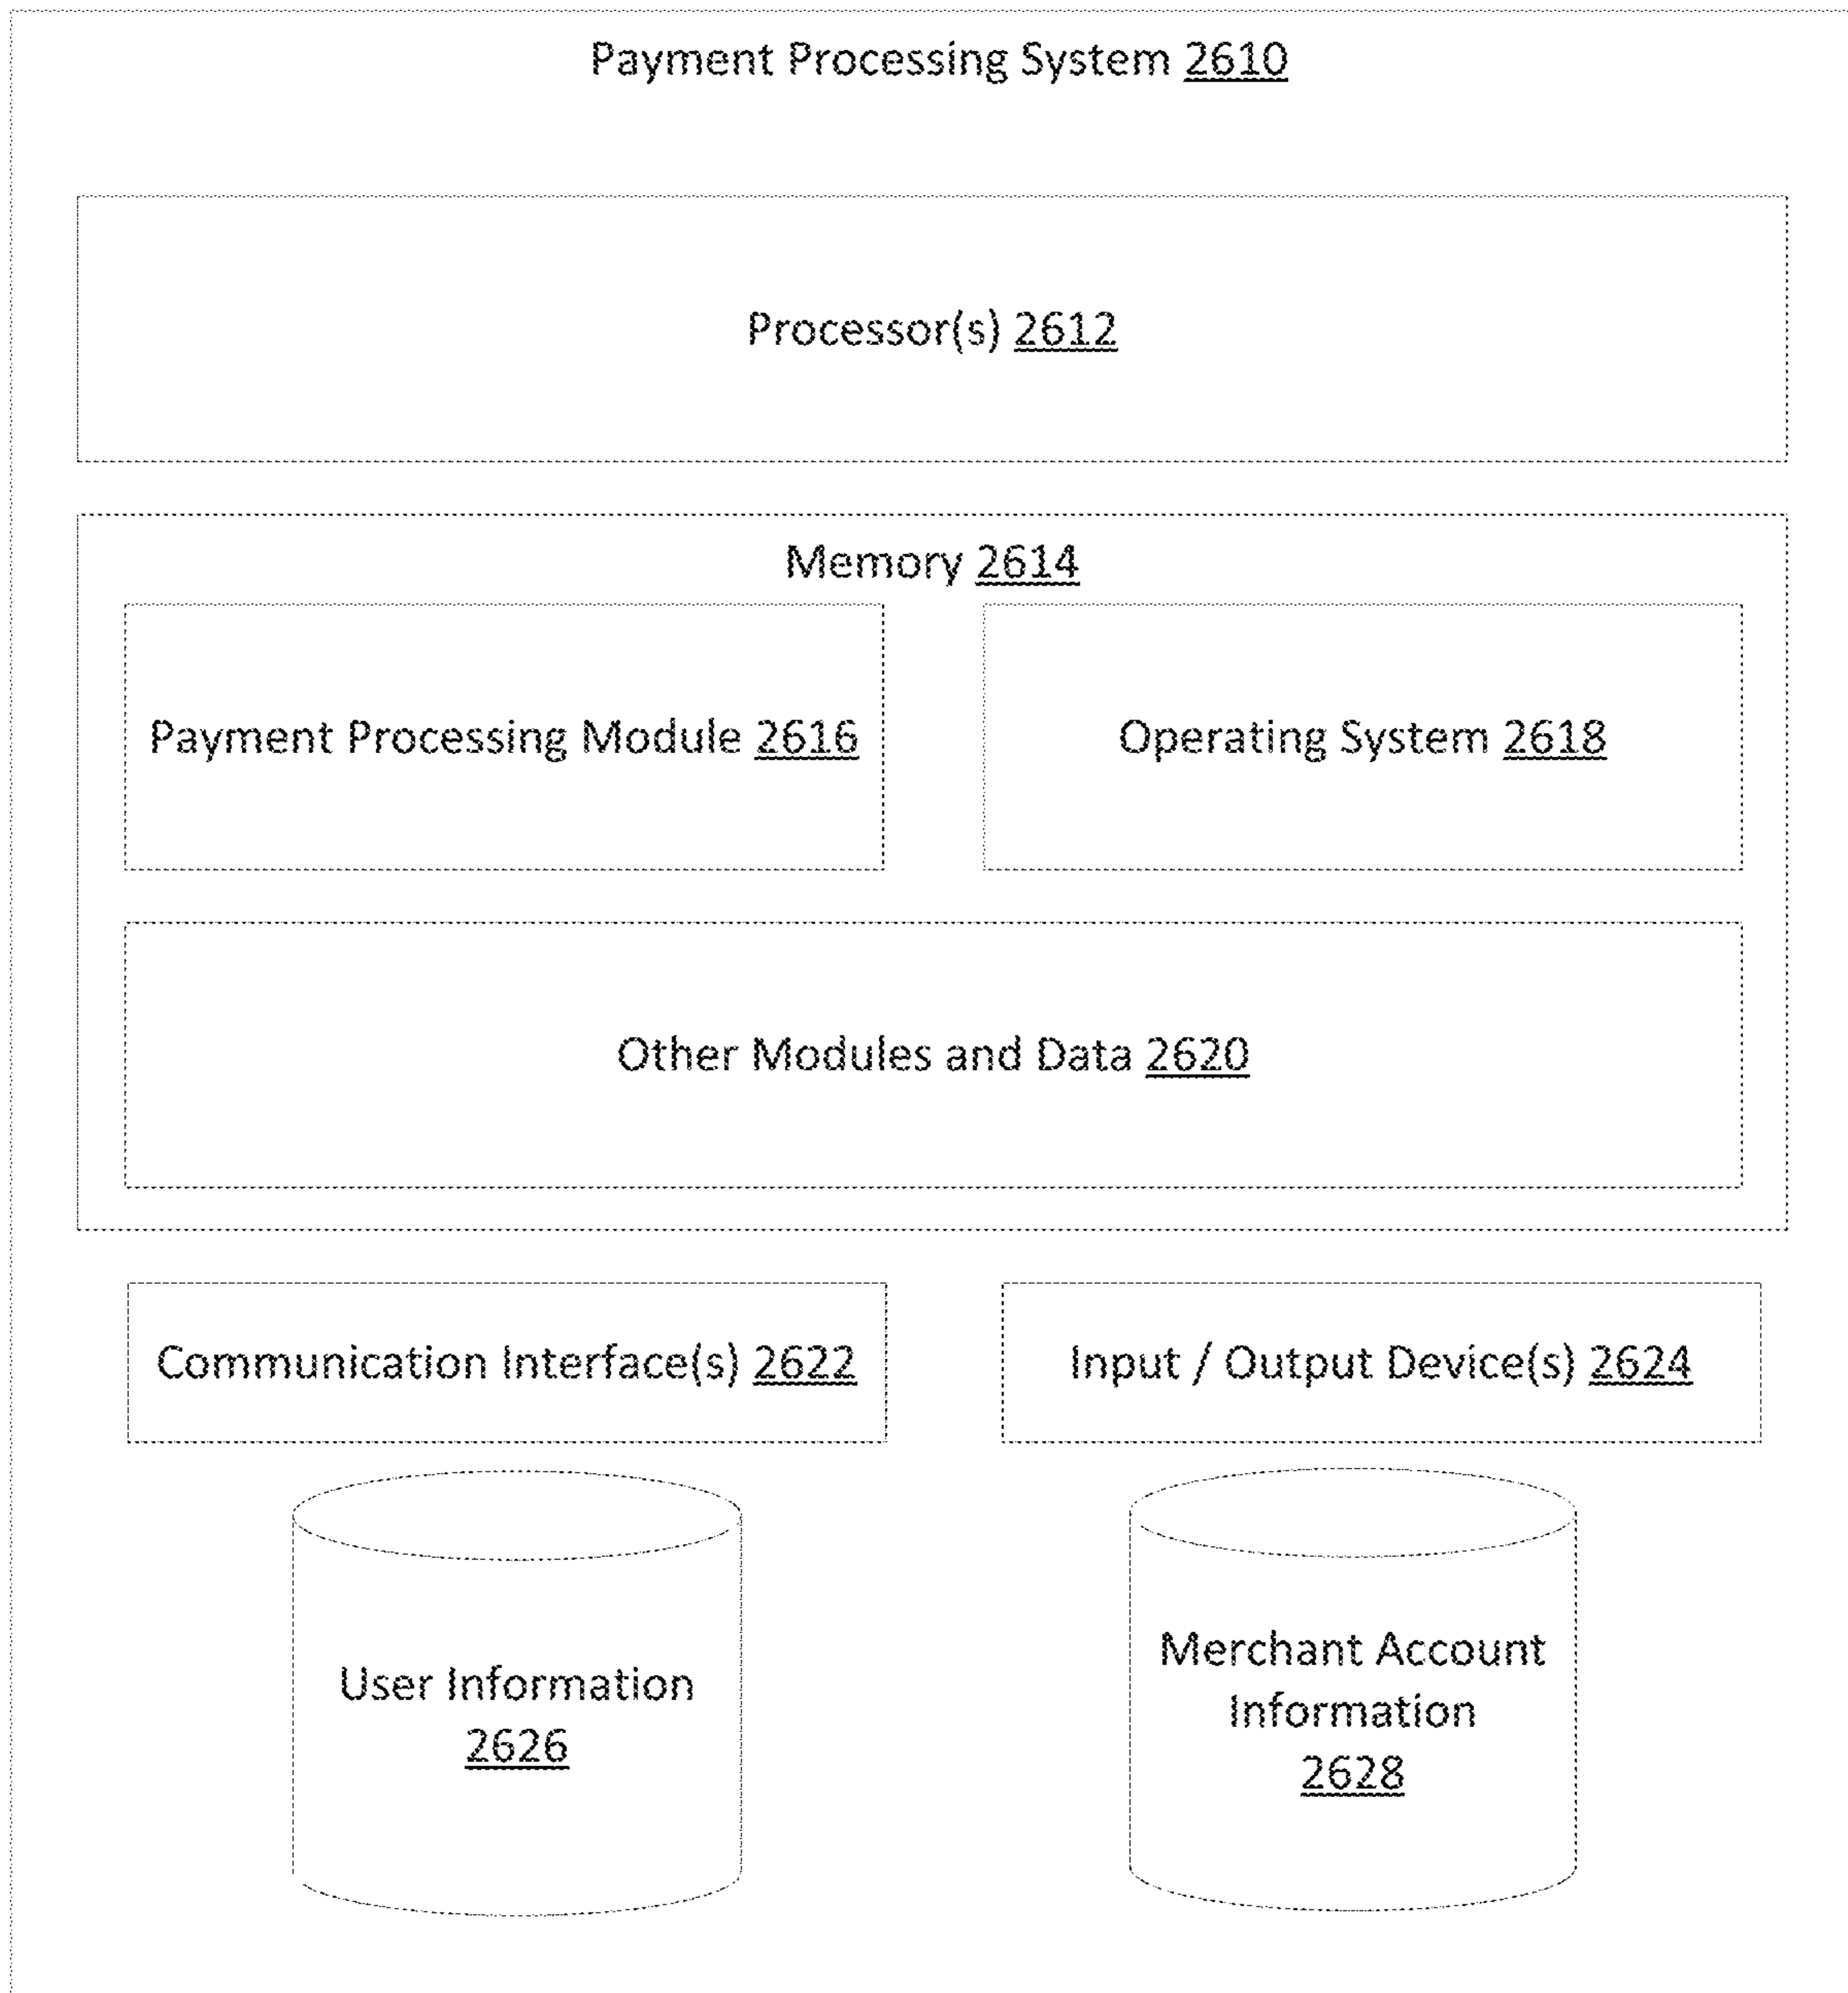 Payment Processing System 2610
Processor(s) 2612
Memory 2614
Payment Processing Module 2616
Operating System 2618
Other Modules and Data 2620
Communication Interface(s) 2622
Input / Output Device(s) 2624
User Information
2626
Merchant Account
Information
2628